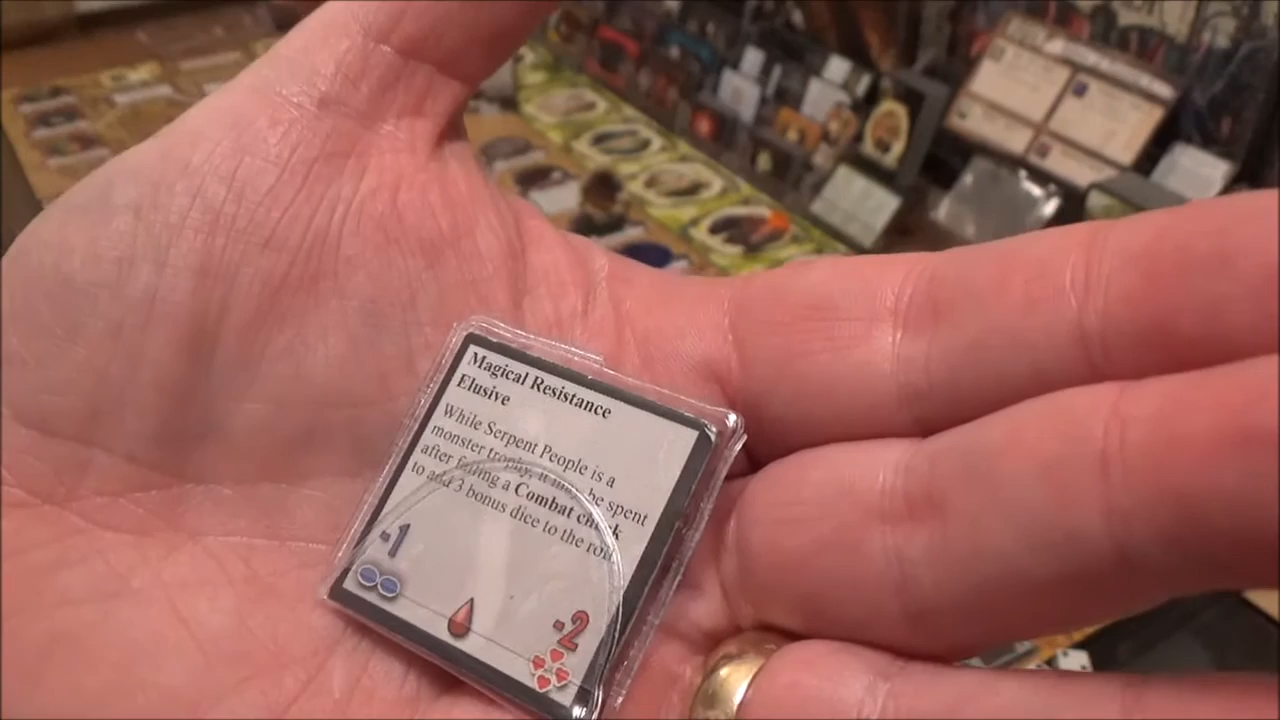 Magical Resistance
Elusive
While Serpent People is a
monster trophy, it may be spent
after failing a Combat check
to add 3 bonus dice to the roll
-1
-2